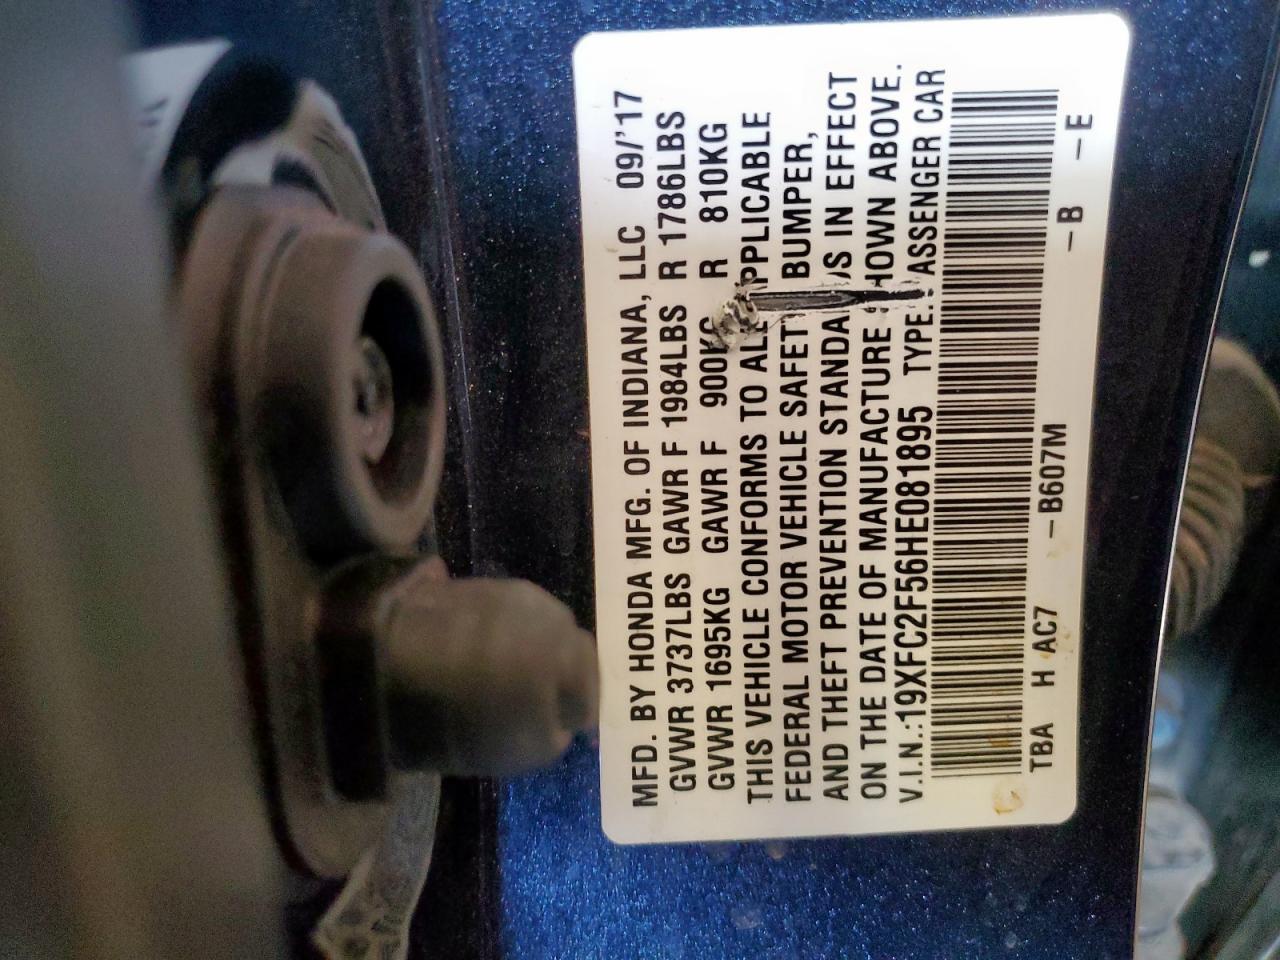 MFD. BY HONDA MFG. OF INDIANA, LLC 09/'17
GVWR 3737LBS GAWR F 1984LBS R 1786LBS
GVWR 1695KG GAWR F 900KG R 810KG
THIS VEHICLE CONFORMS TO ALL APPLICABLE
FEDERAL MOTOR VEHICLE SAFETY BUMPER,
AND THEFT PREVENTION STANDARDS IN EFFECT
ON THE DATE OF MANUFACTURE SHOWN ABOVE.
V.I.N.:19XFC2F56HE081895 TYPE:PASSENGER CAR
TBA H AC7 -B607M -B -E